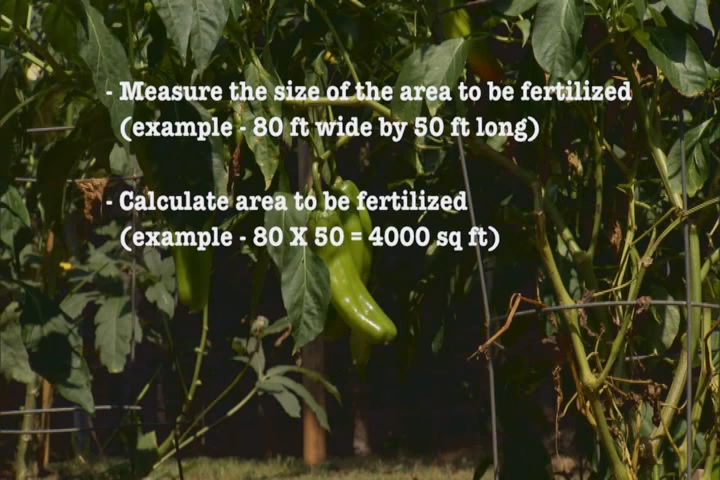 - Measure the size of the area to be fertilized
(example - 80 ft wide by 50 ft long)
- Calculate area to be fertilized
(example - 80 X 50 = 4000 sq ft)